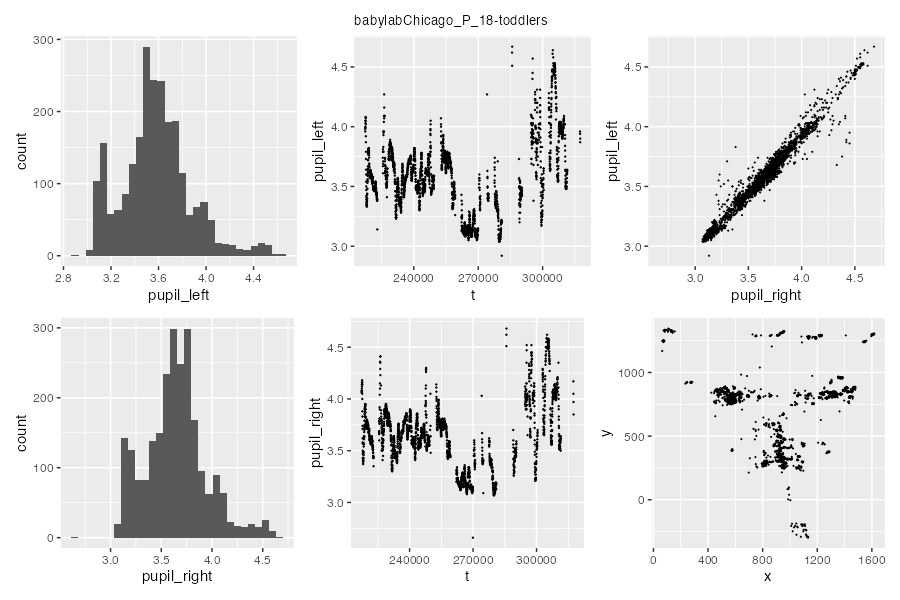 babylabChicago_P_18-toddlers
300
200
100
0
count
2.8 3.2 3.6 4.0 4.4
pupil_left
4.5
4.0
3.5
3.0
pupil_left
240000 270000 300000
t
4.5
4.0
3.5
3.0
pupil_left
3.0 3.5 4.0 4.5
pupil_right
300
200
100
0
count
3.0 3.5 4.0 4.5
pupil_right
4.5
4.0
3.5
3.0
pupil_right
240000 270000 300000
t
1000
500
0
y
0 400 800 1200 1600
x